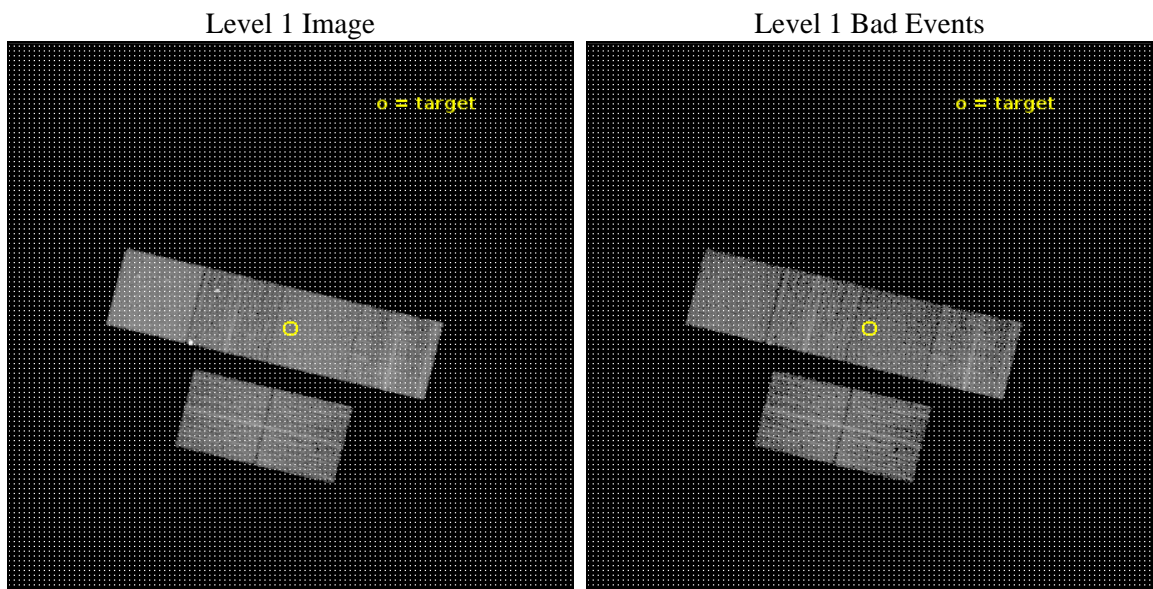 Level 1 Image
Level 1 Bad Events
o = target
o = target